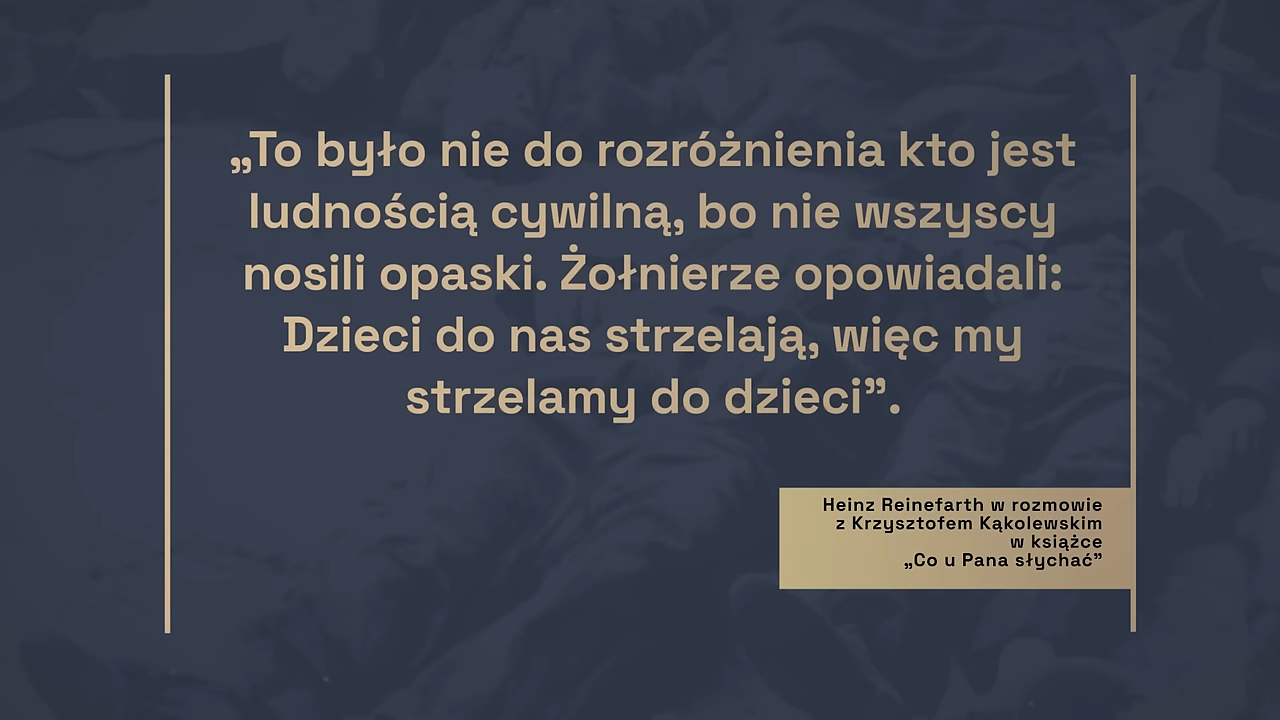 „To było nie do rozróżnienia kto jest
ludnością cywilną, bo nie wszyscy
nosili opaski. Żołnierze opowiadali:
Dzieci do nas strzelają, więc my
strzelamy do dzieci”.
Heinz Reinefarth w rozmowie
z Krzysztofem Kąkolewskim
w książce
„Co u Pana słychać”